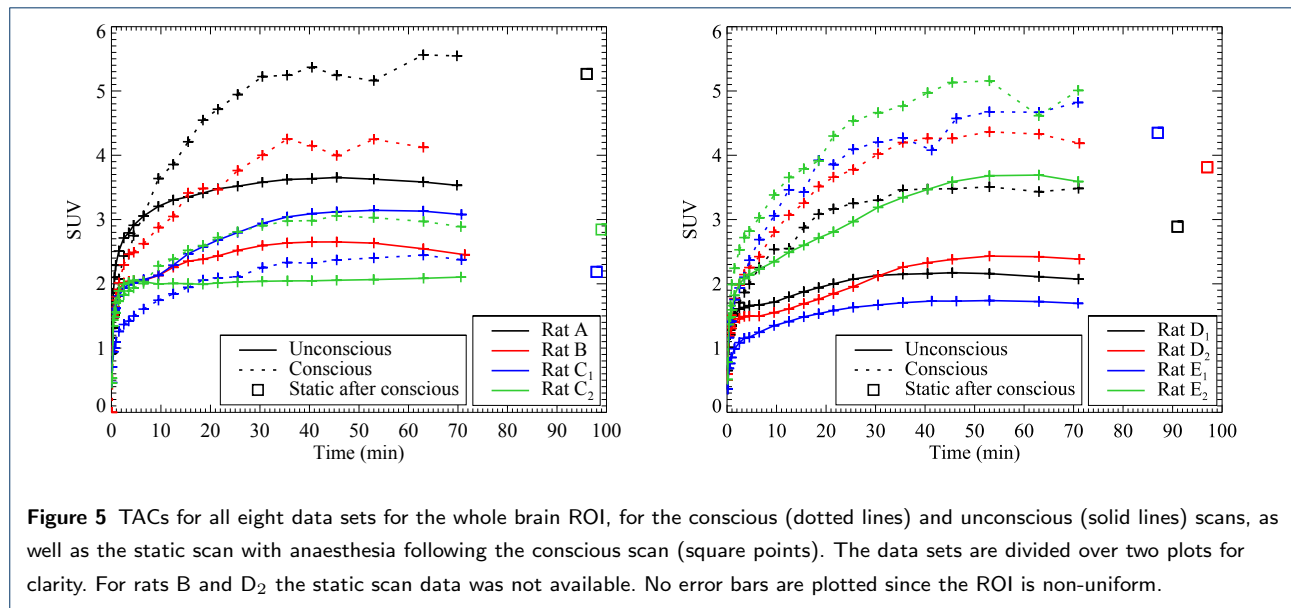 6
5
4
3
2
1
0
SUV
0 10 20 30 40 50 60 70 80 90 100
Time (min)
Unconscious
Conscious
Static after conscious
Rat A
Rat B
Rat C₁
Rat C₂
6
5
4
3
2
1
0
SUV
0 10 20 30 40 50 60 70 80 90 100
Time (min)
Unconscious
Conscious
Static after conscious
Rat D₁
Rat D₂
Rat E₁
Rat E₂
Figure 5 TACs for all eight data sets for the whole brain ROI, for the conscious (dotted lines) and unconscious (solid lines) scans, as
well as the static scan with anaesthesia following the conscious scan (square points). The data sets are divided over two plots for
clarity. For rats B and D₂ the static scan data was not available. No error bars are plotted since the ROI is non-uniform.